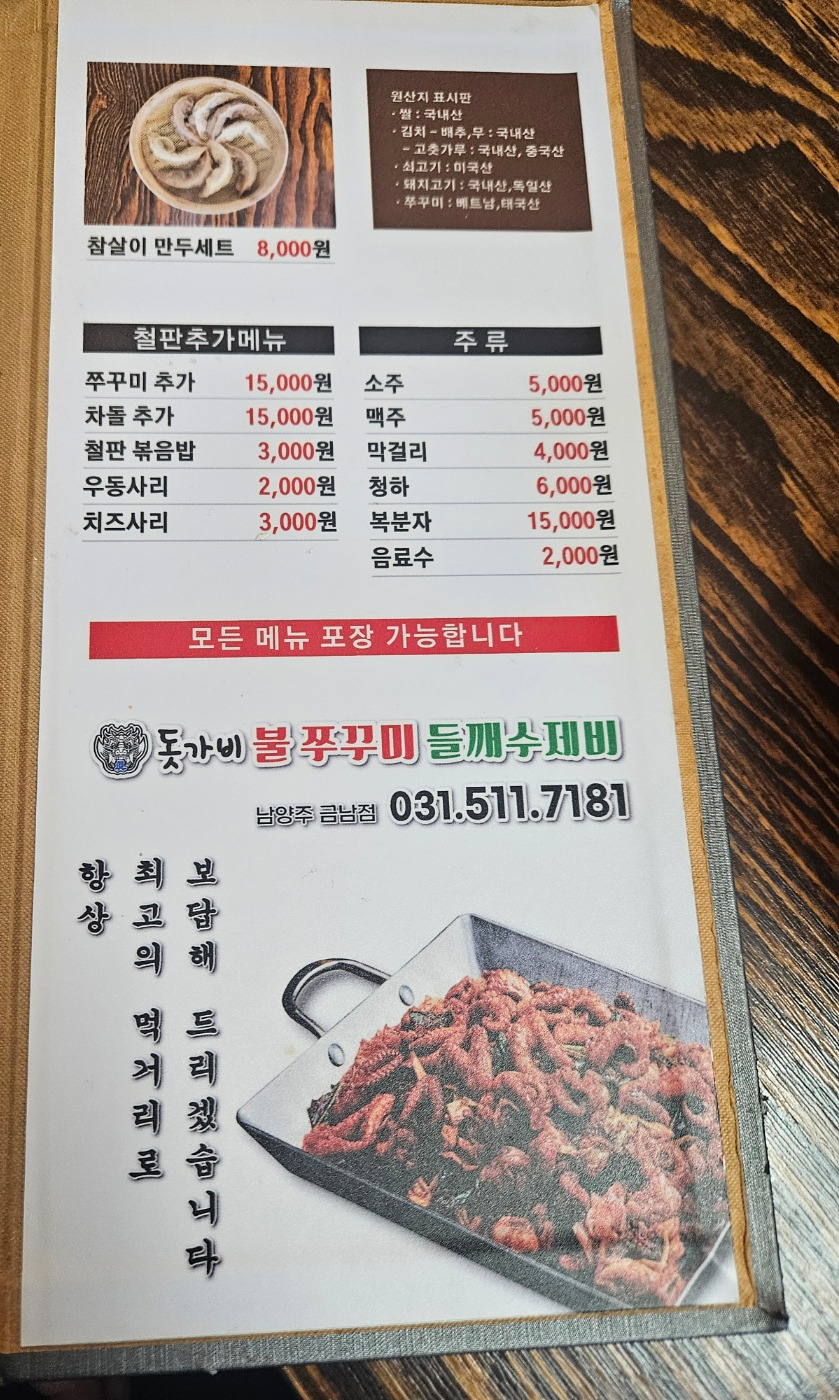 참살이 만두세트 8,000원
원산지 표시판
· 쌀 : 국내산
· 김치 - 배추,무 : 국내산
- 고춧가루 : 국내산, 중국산
· 쇠고기 : 미국산
· 돼지고기 : 국내산,독일산
· 쭈꾸미 : 베트남,태국산
철판추가메뉴
쭈꾸미 추가 15,000원
차돌 추가 15,000원
철판 볶음밥 3,000원
우동사리 2,000원
치즈사리 3,000원
주 류
소주 5,000원
맥주 5,000원
막걸리 4,000원
청하 6,000원
복분자 15,000원
음료수 2,000원
모든 메뉴 포장 가능합니다
돗가비 불 쭈꾸미 들깨수제비
남양주 금남점 031.511.7181
항상
최고의 먹거리로
보답해 드리겠습니다